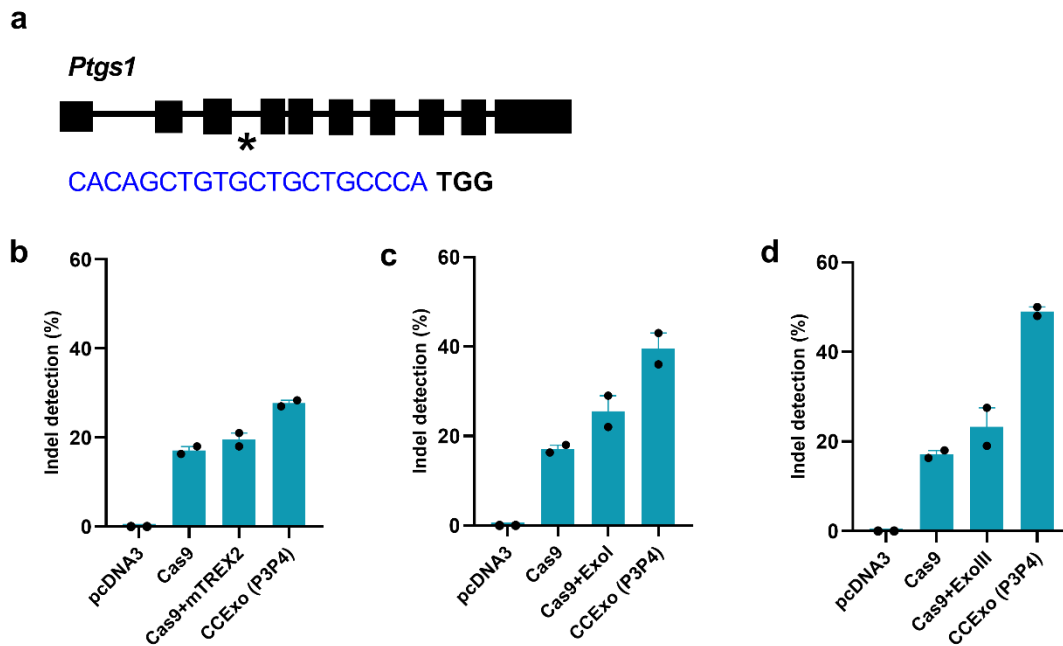 a
Ptgs1
*
CACAGCTGTGCTGCTGCCCA TGG
b
60
40
20
0
Indel detection (%)
pcDNA3
Cas9
Cas9+mTREX2
CCExo (P3P4)
c
60
40
20
0
Indel detection (%)
pcDNA3
Cas9
Cas9+ExoI
CCExo (P3P4)
d
60
40
20
0
Indel detection (%)
pcDNA3
Cas9
Cas9+ExoIII
CCExo (P3P4)